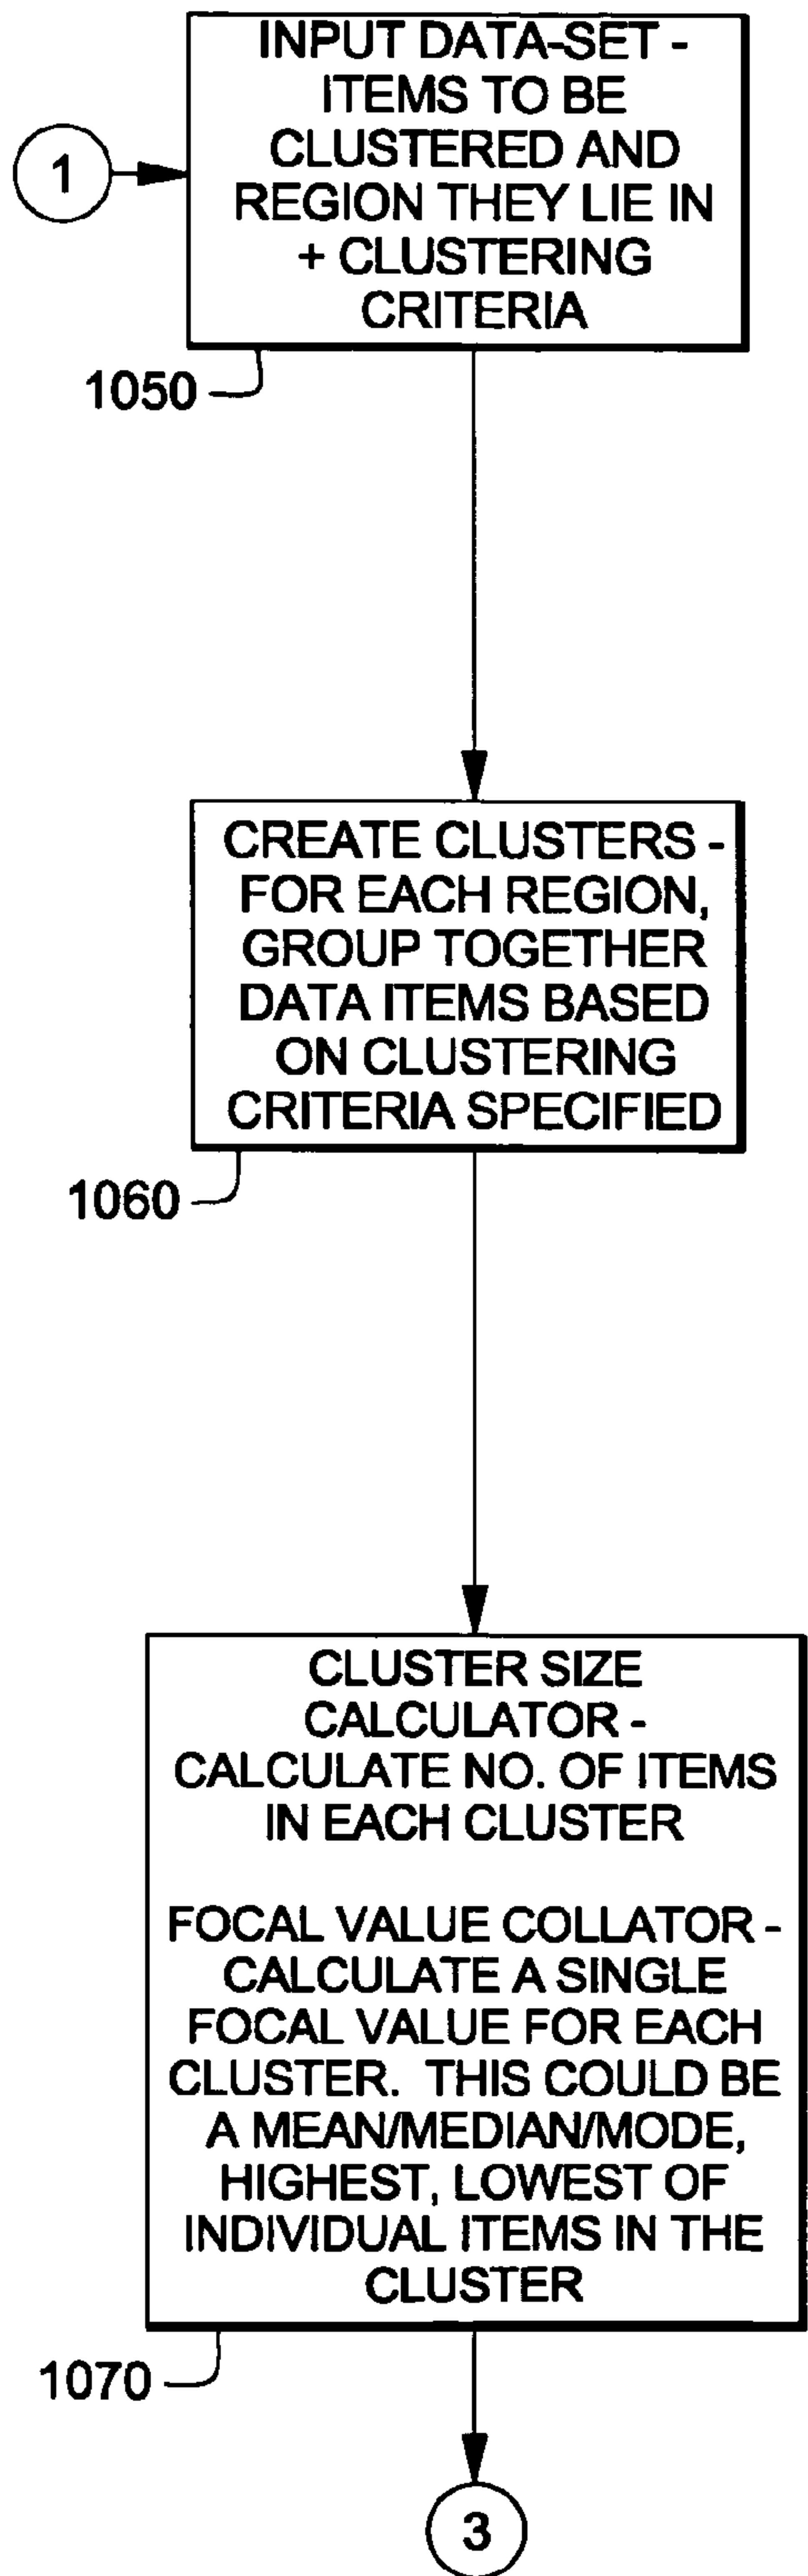 INPUT DATA-SET -
ITEMS TO BE
CLUSTERED AND
REGION THEY LIE IN
+ CLUSTERING
CRITERIA
1
1050
CREATE CLUSTERS -
FOR EACH REGION,
GROUP TOGETHER
DATA ITEMS BASED
ON CLUSTERING
CRITERIA SPECIFIED
1060
CLUSTER SIZE
CALCULATOR -
CALCULATE NO. OF ITEMS
IN EACH CLUSTER
FOCAL VALUE COLLATOR -
CALCULATE A SINGLE
FOCAL VALUE FOR EACH
CLUSTER. THIS COULD BE
A MEAN/MEDIAN/MODE,
HIGHEST, LOWEST OF
INDIVIDUAL ITEMS IN THE
CLUSTER
1070
3